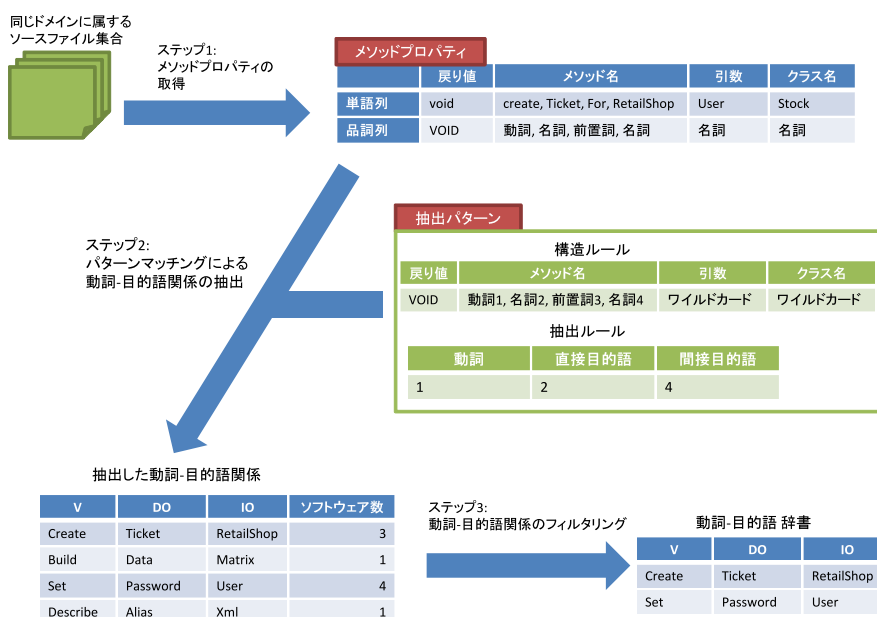 同じドメインに属する
ソースファイル集合
ステップ1:
メソッドプロパティの
取得
メソッドプロパティ
戻り値 メソッド名 引数 クラス名
単語列 void create, Ticket, For, RetailShop User Stock
品詞列 VOID 動詞, 名詞, 前置詞, 名詞 名詞 名詞
ステップ2:
パターンマッチングによる
動詞-目的語関係の抽出
抽出パターン
構造ルール
戻り値 メソッド名 引数 クラス名
VOID 動詞1, 名詞2, 前置詞3, 名詞4 ワイルドカード ワイルドカード
抽出ルール
動詞 直接目的語 間接目的語
1 2 4
抽出した動詞-目的語関係
V DO IO ソフトウェア数
Create Ticket RetailShop 3
Build Data Matrix 1
Set Password User 4
Describe Alias Xml 1
ステップ3:
動詞-目的語関係のフィルタリング
動詞-目的語 辞書
V DO IO
Create Ticket RetailShop
Set Password User